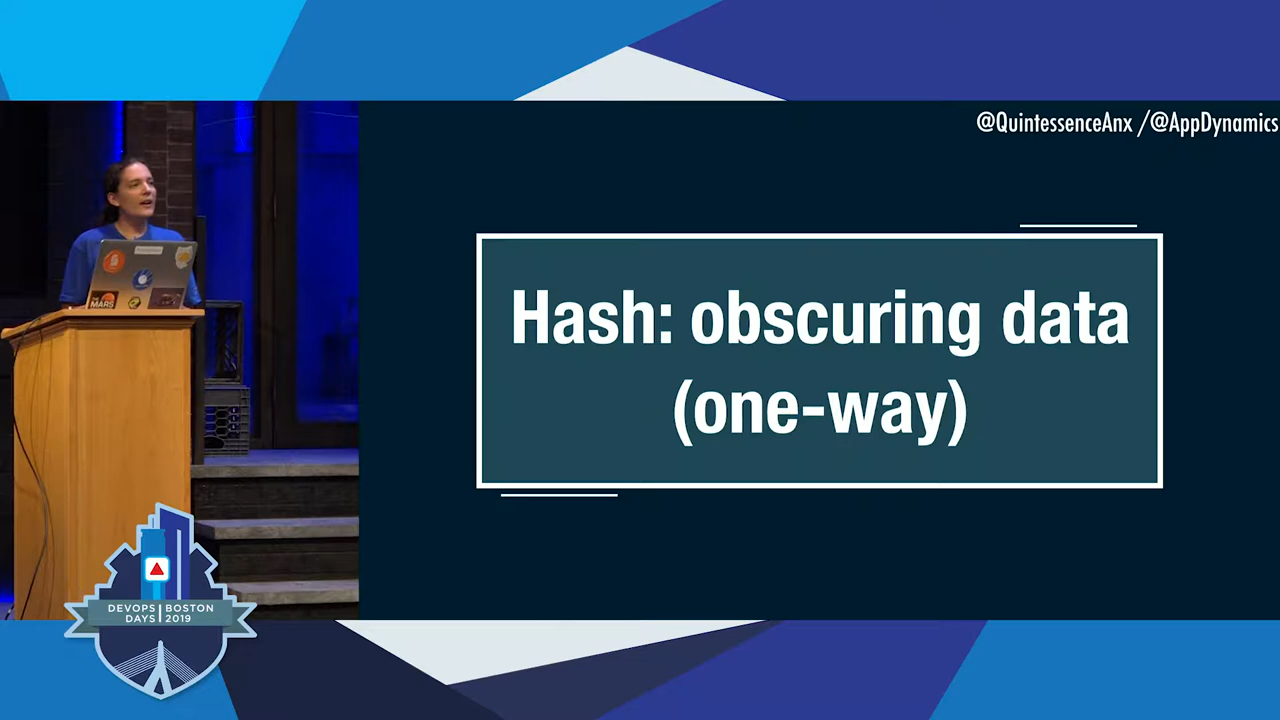 @QuintessenceAnx /@AppDynamics
Hash: obscuring data
(one-way)
MARS
DEVOPS BOSTON
DAYS 2019